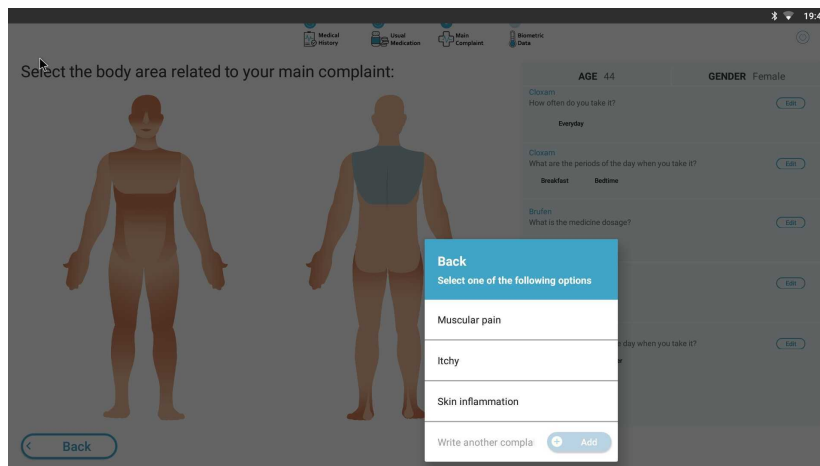 19:4
Medical
History
Usual
Medication
Main
Complaint
Biometric
Data
Select the body area related to your main complaint:
AGE 44
GENDER Female
Cloxam
How often do you take it?
Edit
Everyday
Cloxam
What are the periods of the day when you take it?
Edit
Breakfast Bedtime
Brufen
What is the medicine dosage?
Edit
Back
Select one of the following options
Edit
Muscular pain
day when you take it?
Edit
Itchy
Skin inflammation
Write another compla
Add
Back